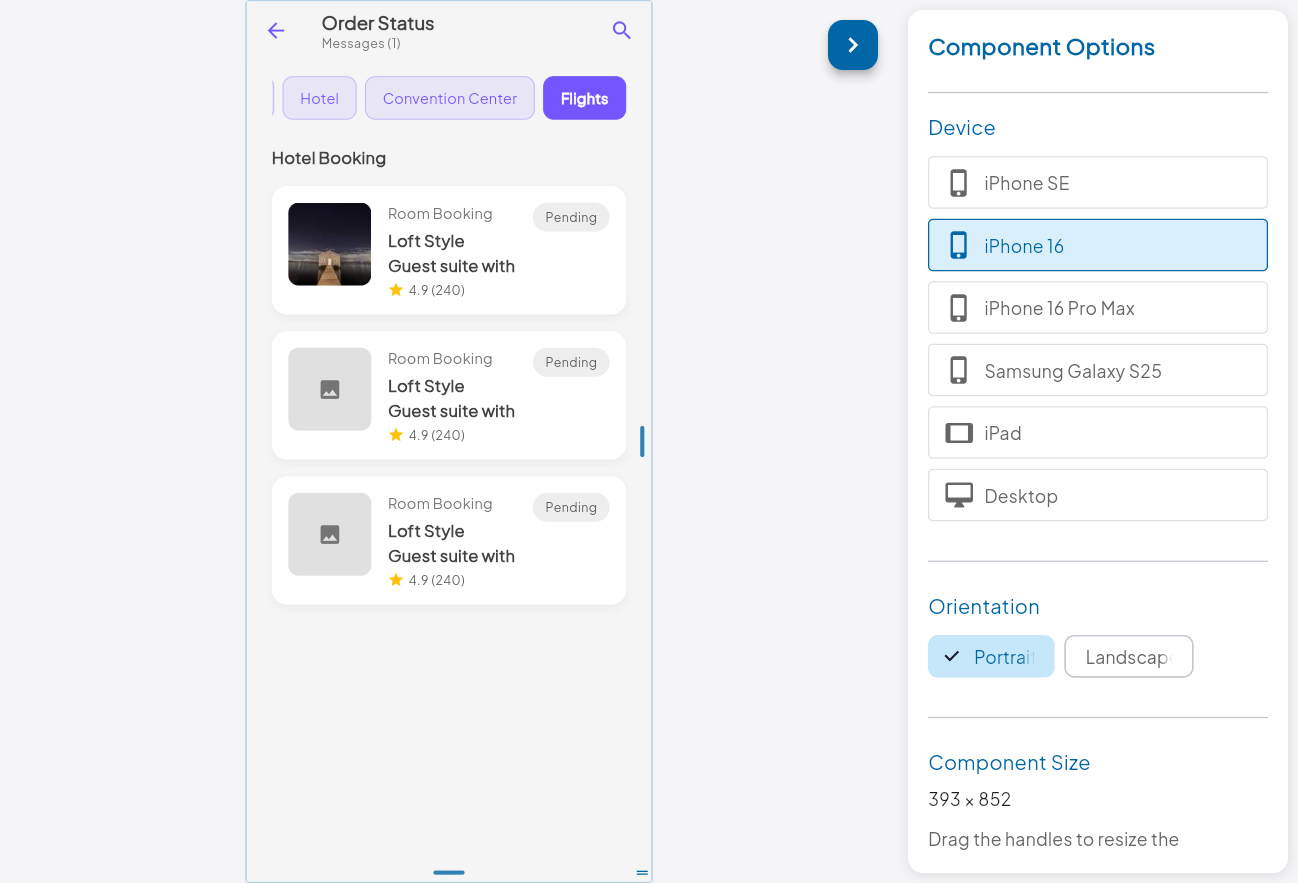 Order Status
Messages (1)
Hotel
Convention Center
Flights
Hotel Booking
Room Booking
Pending
Loft Style
Guest suite with
4.9 (240)
Room Booking
Pending
Loft Style
Guest suite with
4.9 (240)
Room Booking
Pending
Loft Style
Guest suite with
4.9 (240)
Component Options
Device
iPhone SE
iPhone 16
iPhone 16 Pro Max
Samsung Galaxy S25
iPad
Desktop
Orientation
Portrait
Landscape
Component Size
393 × 852
Drag the handles to resize the